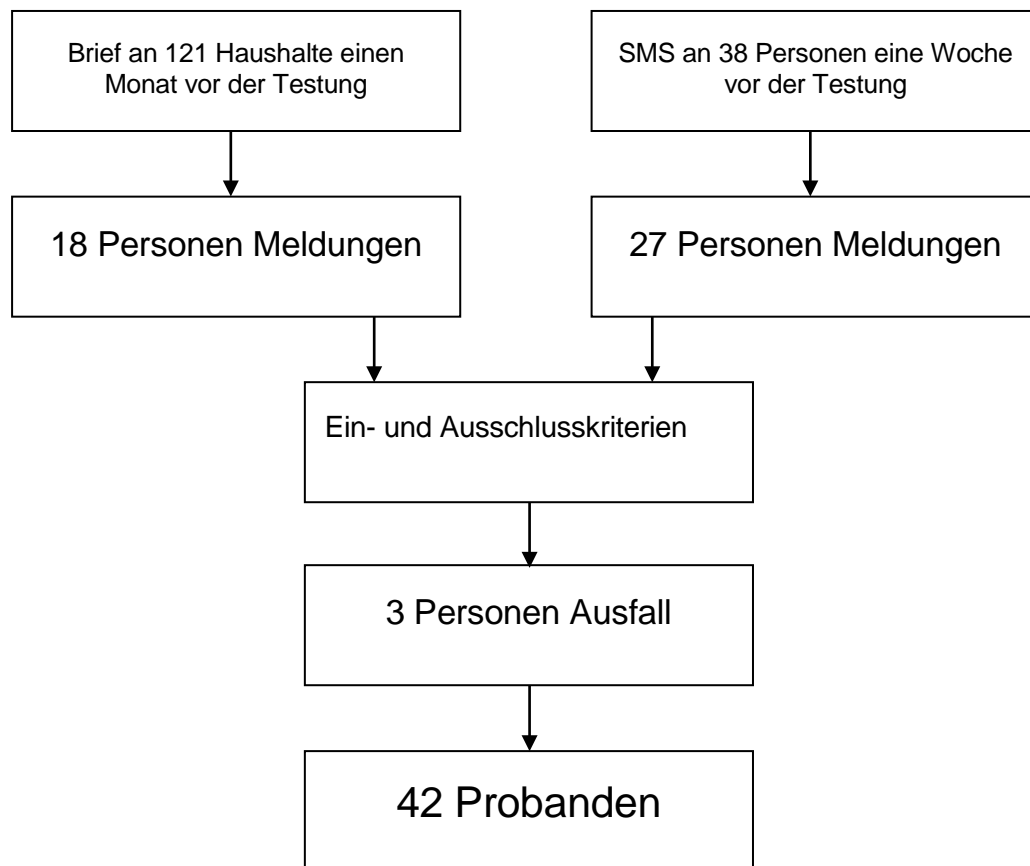 Brief an 121 Haushalte einen
Monat vor der Testung
SMS an 38 Personen eine Woche
vor der Testung
18 Personen Meldungen
27 Personen Meldungen
Ein- und Ausschlusskriterien
3 Personen Ausfall
42 Probanden